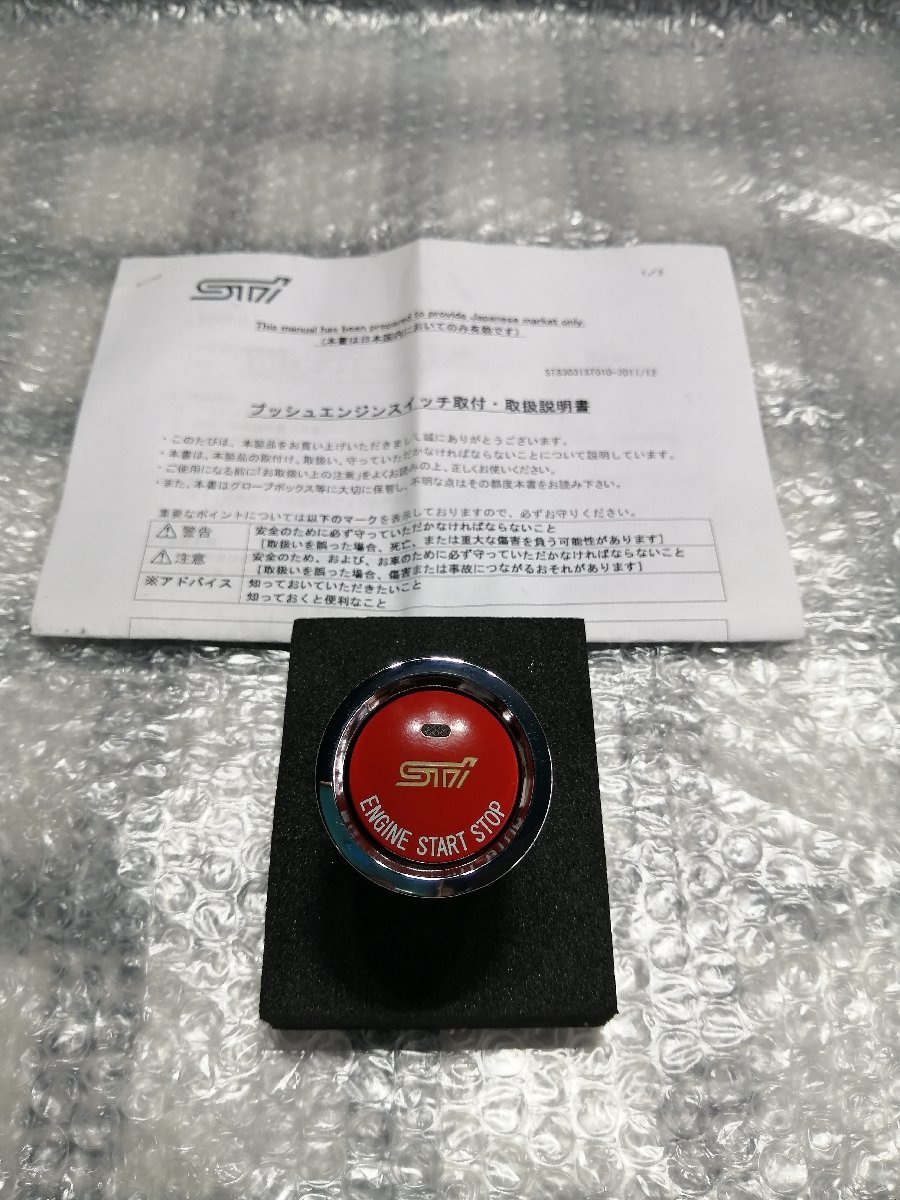 STI
1/2
This manual has been prepared to provide Japanese market only.
(本書は日本国内においてのみ有効です)
ST83031ST010-2011/12
プッシュエンジンスイッチ取付・取扱説明書
・このたびは、本製品をお買い上げいただきまし 誠にありがとうございます。
・本書は、本製品の取付け、取扱い、守っていただかなければならないことについて説明しています。
・ご使用になる前に「お取扱い上の注意」をよくお読みの上、正しくお使いください。
・また、本書はグローブボックス等に大切に保管し、不明な点はその都度本書をお読み下さい。
重要なポイントについては以下のマークを表示しておりますので、必ずお守りください。
警告 安全のために必ず守っていただかなければならないこと
[取扱いを誤った場合、死亡、または重大な傷害を負う可能性があります]
注意 安全のため、および、お車のために必ず守っていただかなければならないこと
[取扱いを誤った場合、傷害または事故につながるおそれがあります]
※アドバイス 知っておいていただきたいこと
知っておくと便利なこと
STI
ENGINE START STOP